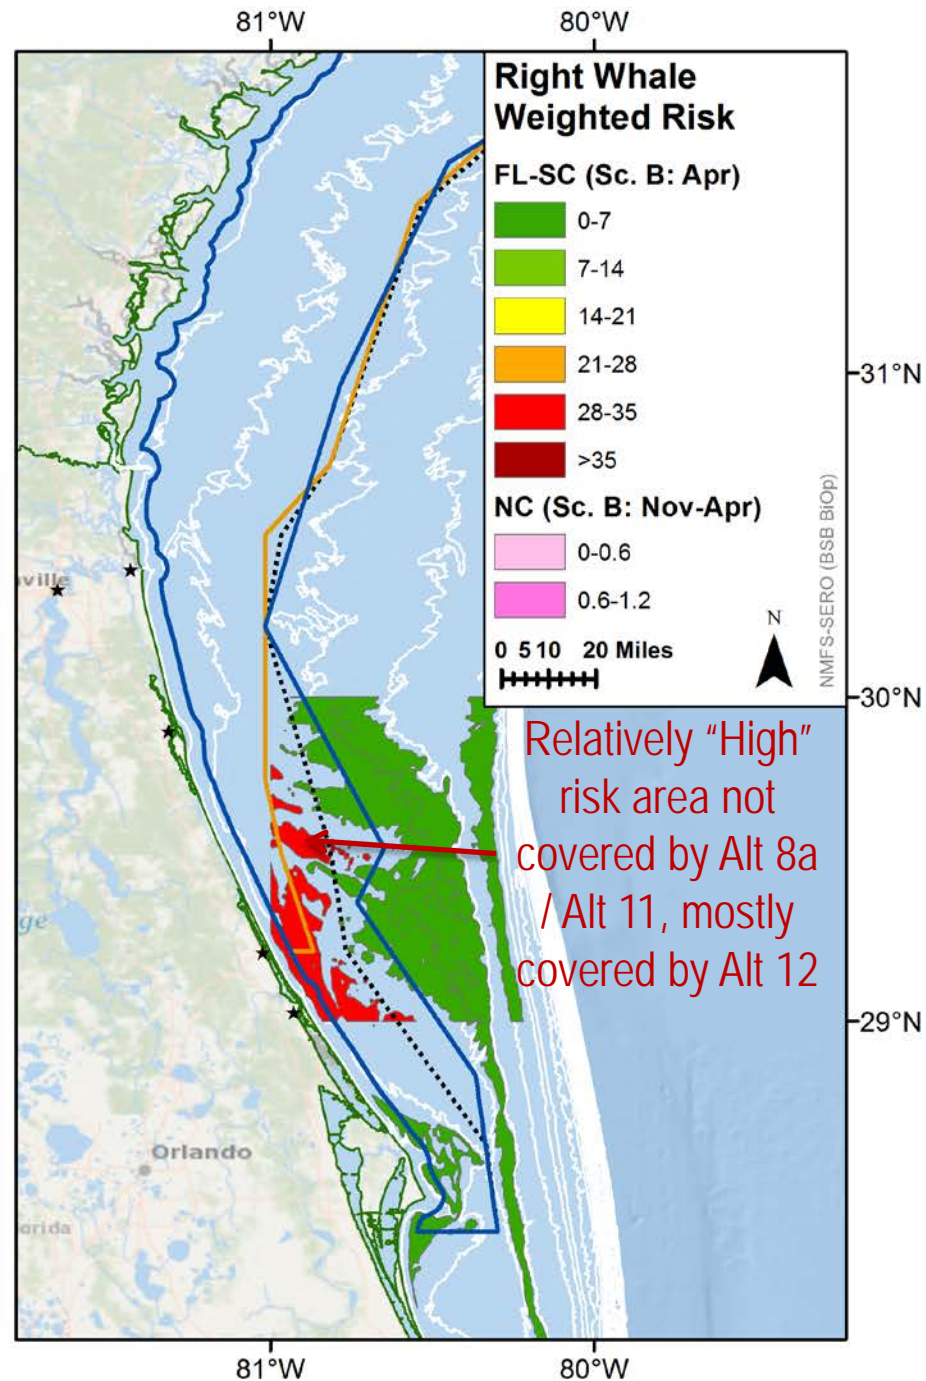 81°W
80°W
Right Whale
Weighted Risk
FL-SC (Sc. B: Apr)
0-7
7-14
14-21
21-28
28-35
>35
NC (Sc. B: Nov-Apr)
0-0.6
0.6-1.2
0 5 10 20 Miles
N
NMFS-SERO (BSB BiOp)
31°N
ville
30°N
Relatively “High”
risk area not
covered by Alt 8a
/ Alt 11, mostly
covered by Alt 12
ge
29°N
Orlando
orida
81°W
80°W